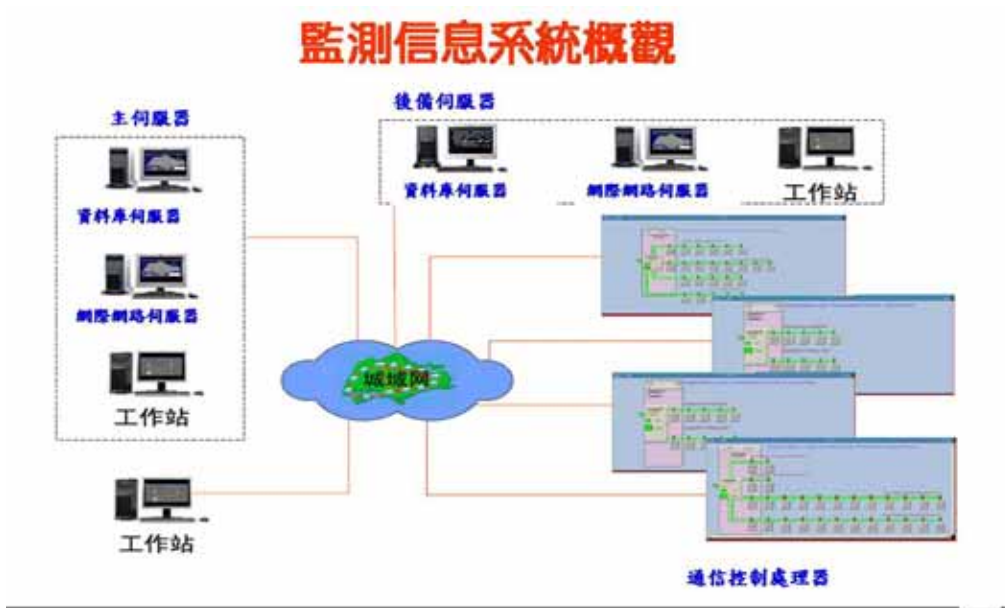 監測信息系統概觀
主伺服器
資料庫伺服器
網際網路伺服器
工作站
後備伺服器
資料庫伺服器
網際網路伺服器
工作站
城域网
工作站
通信控制處理器